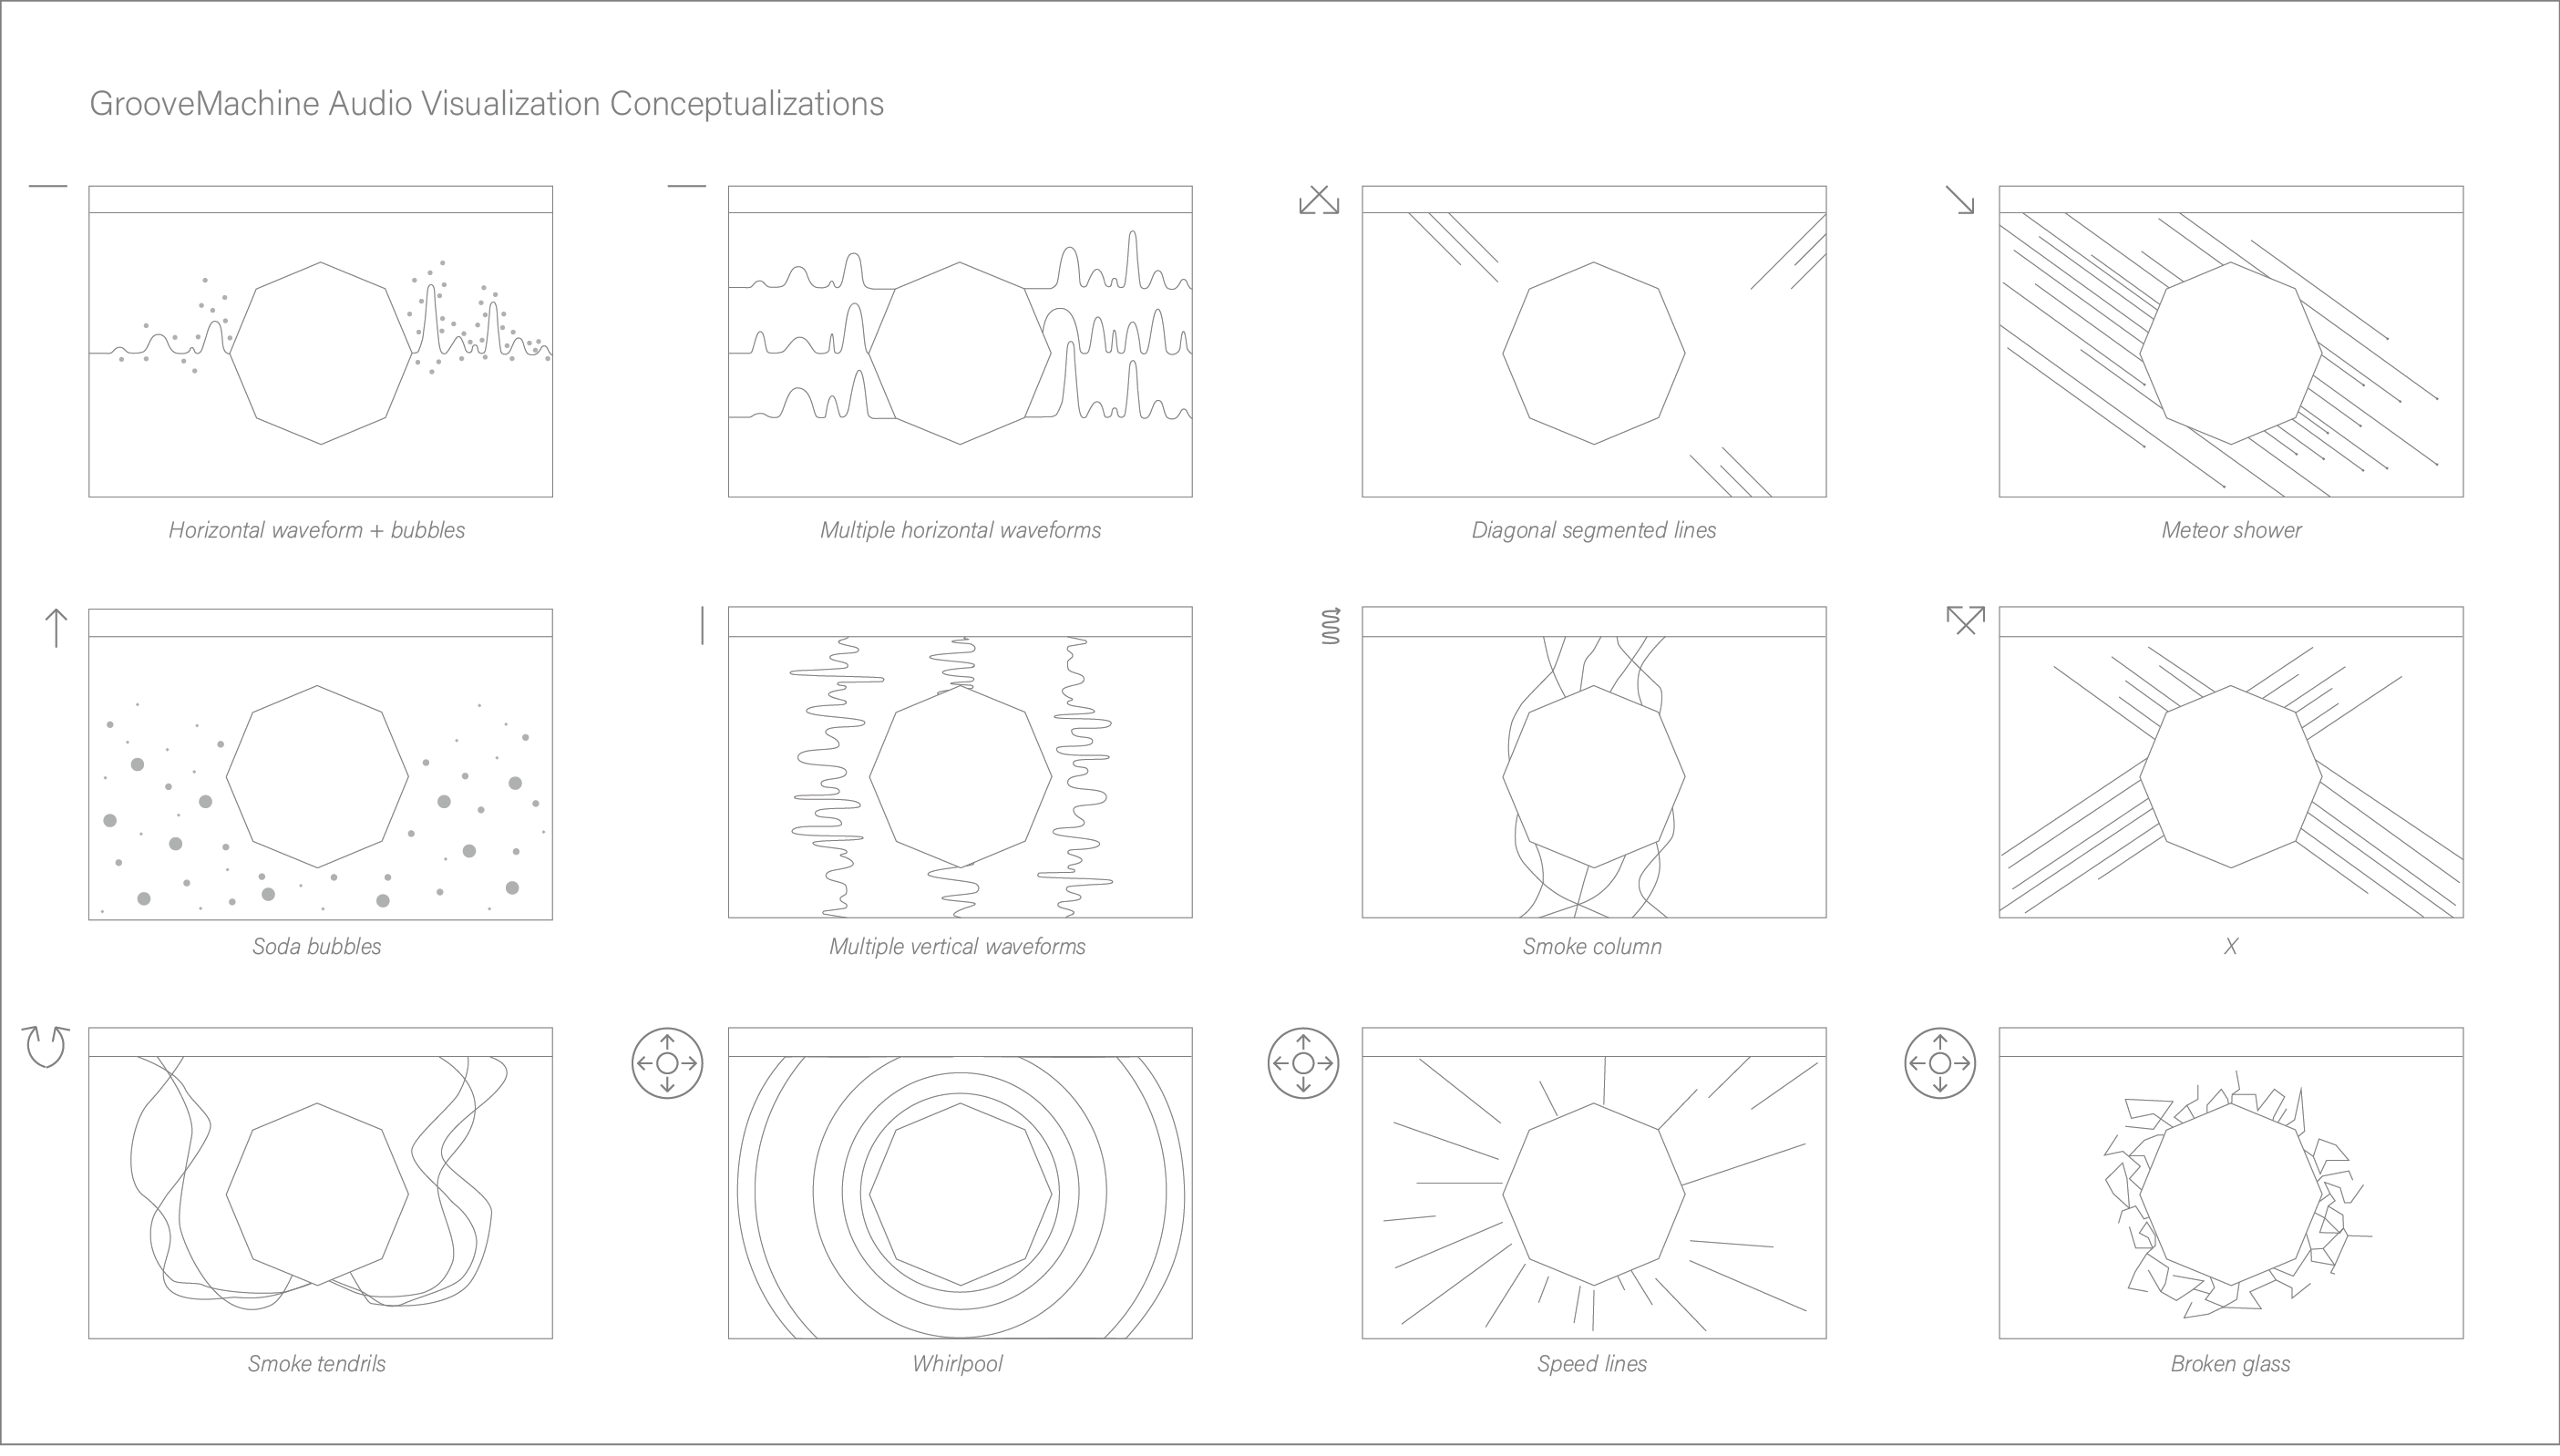 GrooveMachine Audio Visualization Conceptualizations
Horizontal waveform + bubbles
Multiple horizontal waveforms
Diagonal segmented lines
Meteor shower
Soda bubbles
Multiple vertical waveforms
Smoke column
X
Smoke tendrils
Whirlpool
Speed lines
Broken glass